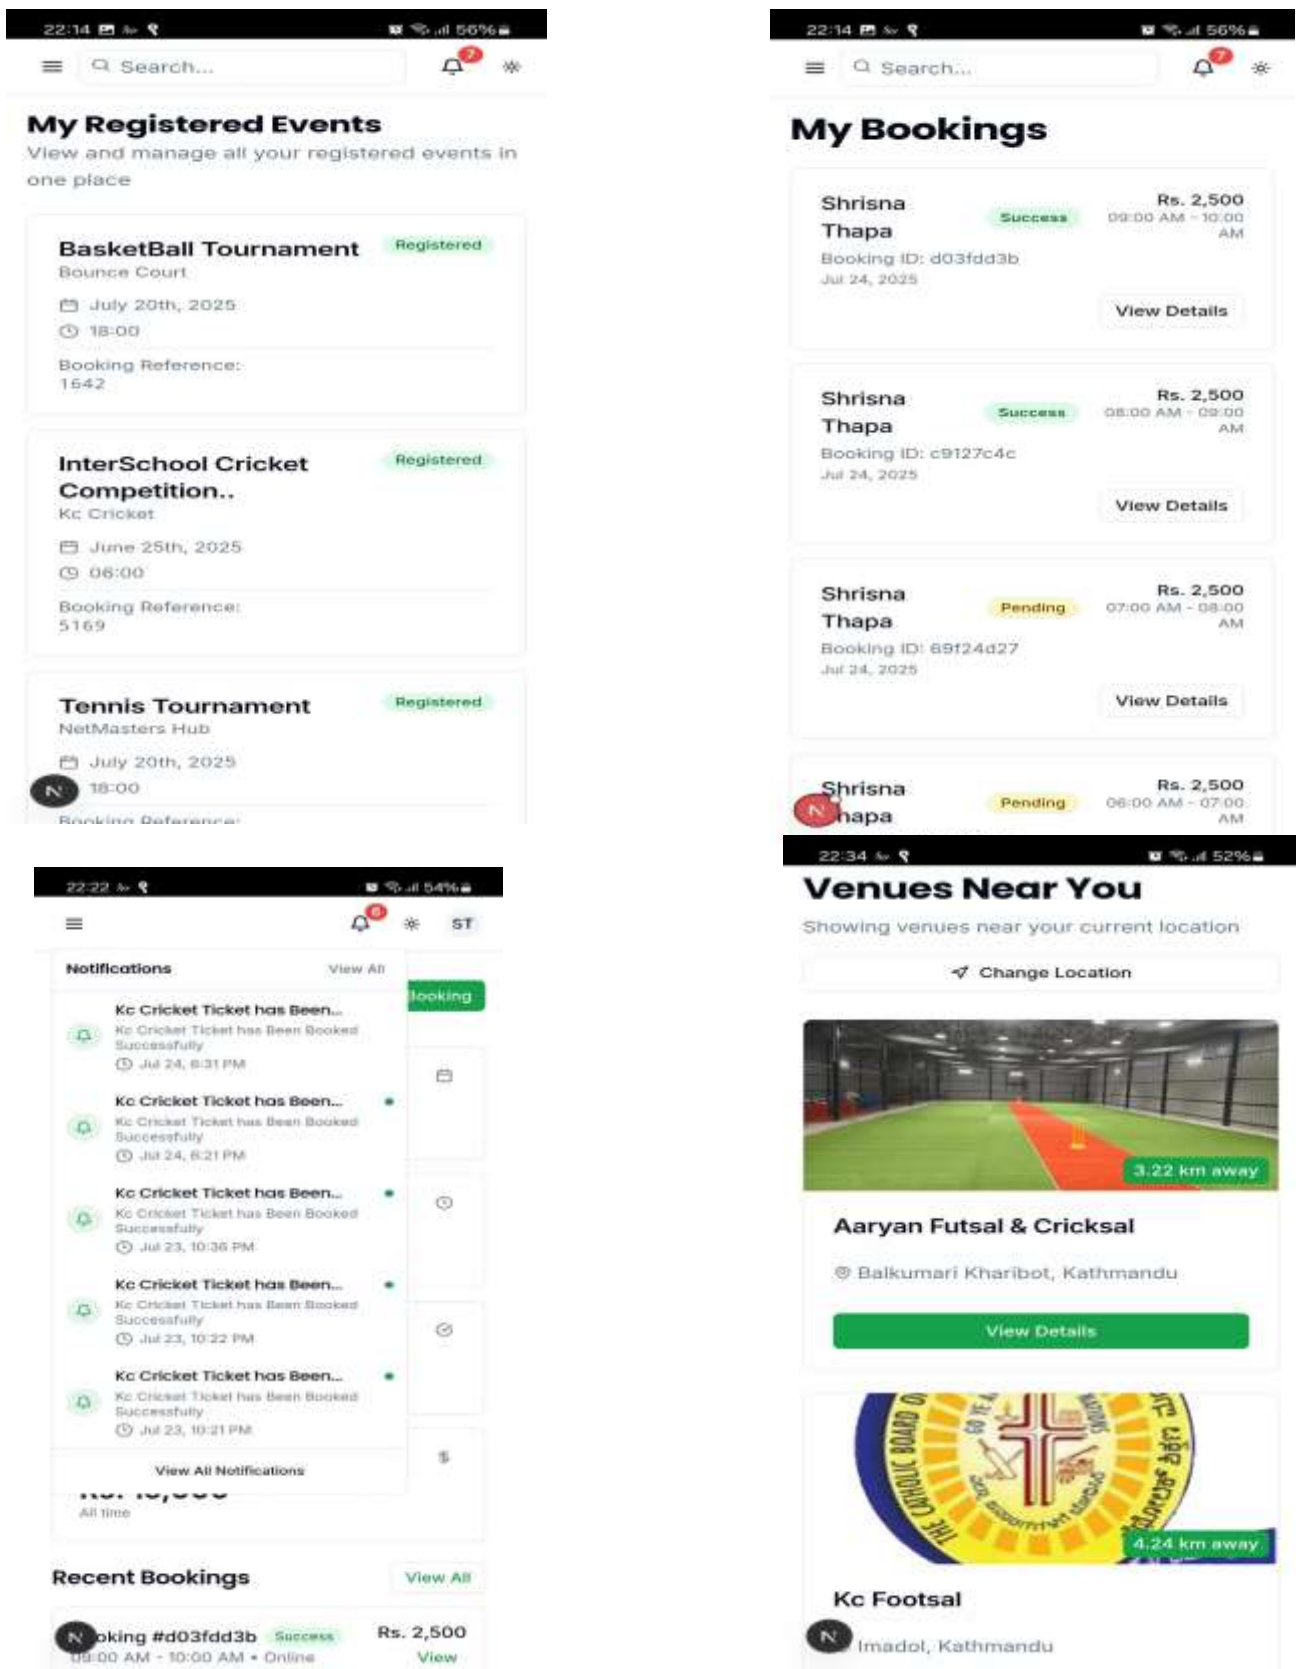 22:14
56%
Search...
7
My Registered Events
View and manage all your registered events in
one place
BasketBall Tournament
Registered
Bounce Court
July 20th, 2025
18:00
Booking Reference:
1642
InterSchool Cricket
Competition..
Registered
Kc Cricket
June 25th, 2025
06:00
Booking Reference:
5169
Tennis Tournament
Registered
NetMasters Hub
July 20th, 2025
N
18:00
Booking Reference:
22:14
56%
Search...
7
My Bookings
Shrisna
Thapa
Success
Rs. 2,500
09:00 AM - 10:00
AM
Booking ID: d03fdd3b
Jul 24, 2025
View Details
Shrisna
Thapa
Success
Rs. 2,500
08:00 AM - 09:00
AM
Booking ID: c9127c4c
Jul 24, 2025
View Details
Shrisna
Thapa
Pending
Rs. 2,500
07:00 AM - 08:00
AM
Booking ID: 69f24d27
Jul 24, 2025
View Details
Shrisna
hapa
Pending
Rs. 2,500
06:00 AM - 07:00
AM
N
22:22
54%
6
ST
Notifications
View All
ooking
Kc Cricket Ticket has Been...
Kc Cricket Ticket has Been Booked
Successfully
Jul 24, 6:31 PM
Kc Cricket Ticket has Been...
Kc Cricket Ticket has Been Booked
Successfully
Jul 24, 6:21 PM
Kc Cricket Ticket has Been...
Kc Cricket Ticket has Been Booked
Successfully
Jul 23, 10:36 PM
Kc Cricket Ticket has Been...
Kc Cricket Ticket has Been Booked
Successfully
Jul 23, 10:22 PM
Kc Cricket Ticket has Been...
Kc Cricket Ticket has Been Booked
Successfully
Jul 23, 10:21 PM
$
View All Notifications
All time
Recent Bookings
View All
N
oking #d03fdd3b
Success
Rs. 2,500
09:00 AM - 10:00 AM • Online
View
22:34
52%
Venues Near You
Showing venues near your current location
Change Location
3.22 km away
Aaryan Futsal & Cricksal
Balkumari Kharibot, Kathmandu
View Details
THE CATHOLIC BOARD OF
GO YE
NATIONS
4.24 km away
Kc Footsal
N
Imadol, Kathmandu